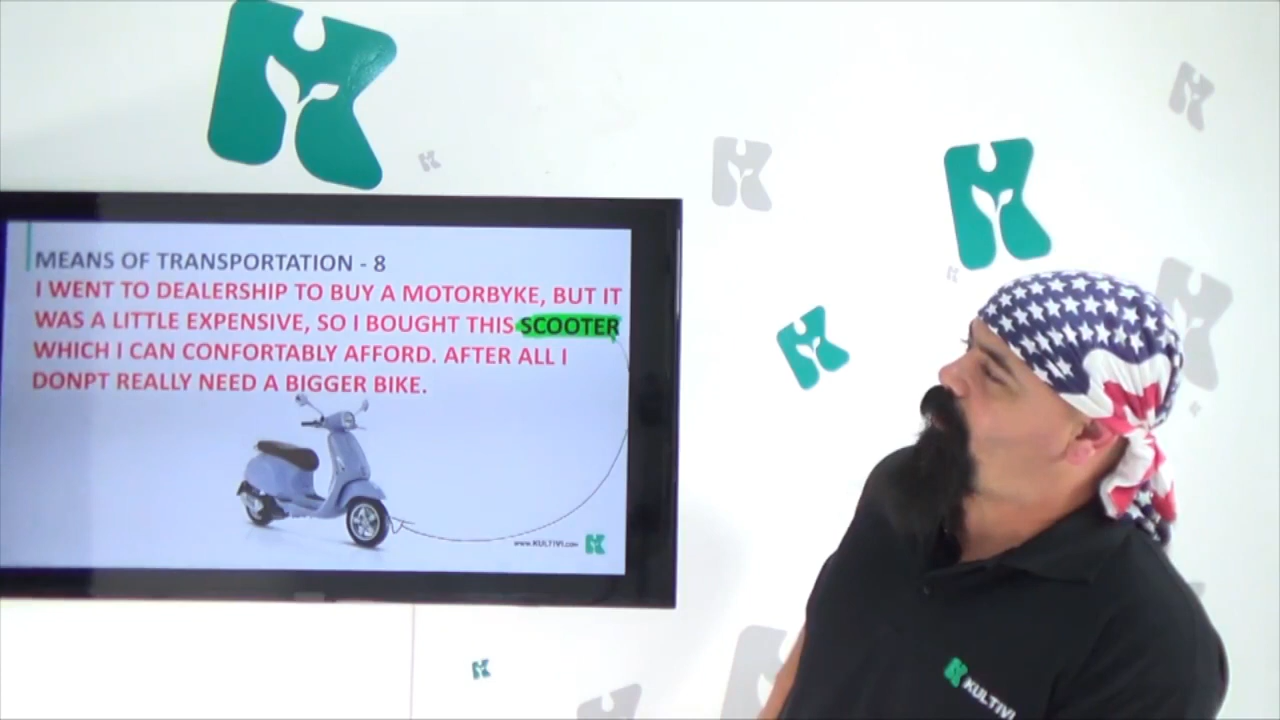 MEANS OF TRANSPORTATION - 8
I WENT TO DEALERSHIP TO BUY A MOTORBYKE, BUT IT
WAS A LITTLE EXPENSIVE, SO I BOUGHT THIS SCOOTER
WHICH I CAN CONFORTABLY AFFORD. AFTER ALL I
DONPT REALLY NEED A BIGGER BIKE.
www.KULTIVI.COM
KULTIVI